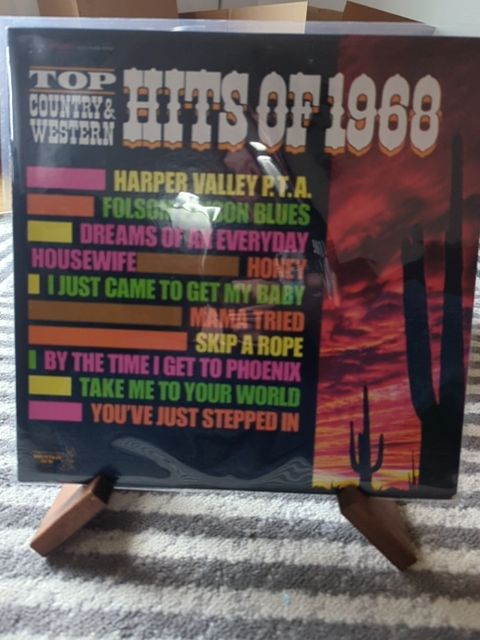 TOP
COUNTRY &
WESTERN
HITS OF 1968
HARPER VALLEY P.T.A.
FOLSOM BLUES
DREAMS OF AN EVERYDAY
HOUSEWIFE HONEY
I JUST CAME TO GET MY BABY
MAMA TRIED
SKIP A ROPE
BY THE TIME I GET TO PHOENIX
TAKE ME TO YOUR WORLD
YOU'VE JUST STEPPED IN